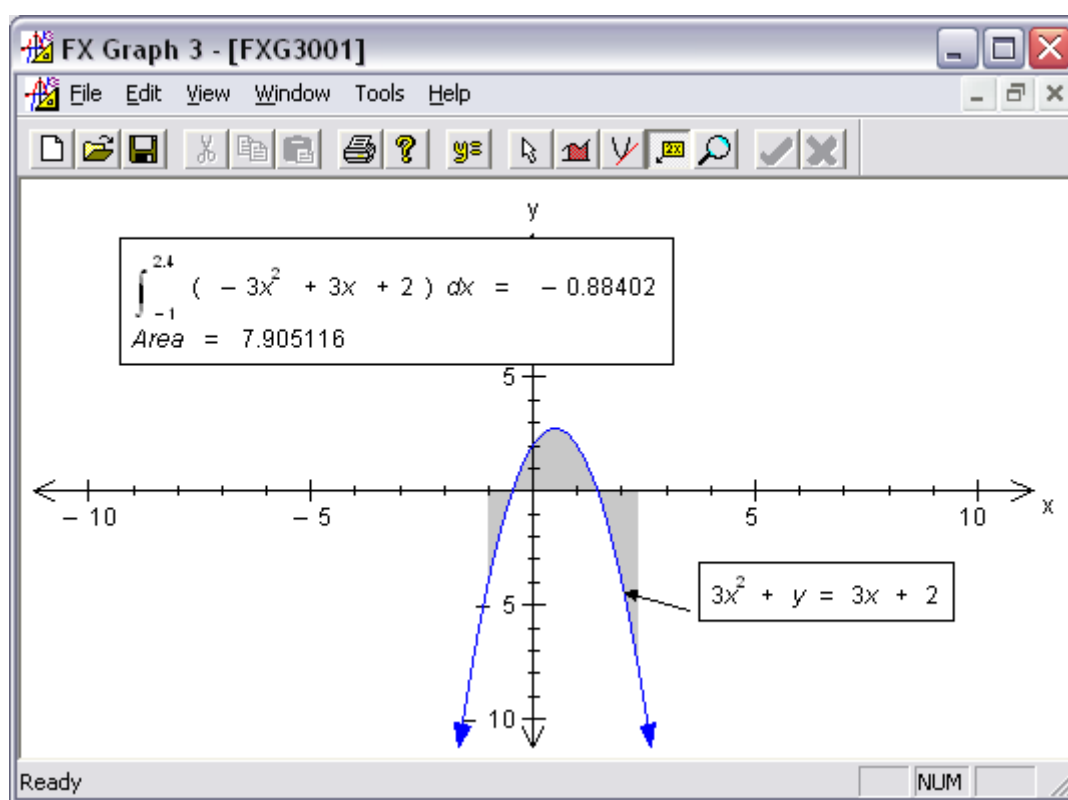 FX Graph 3 - [FXG3001]
File Edit View Window Tools Help
y= 2X
y
∫ 2.4 -1 ( - 3x² + 3x + 2 ) dx = - 0.88402
Area = 7.905116
5
- 10 - 5 5 10 x
3x² + y = 3x + 2
- 5
- 10
Ready NUM